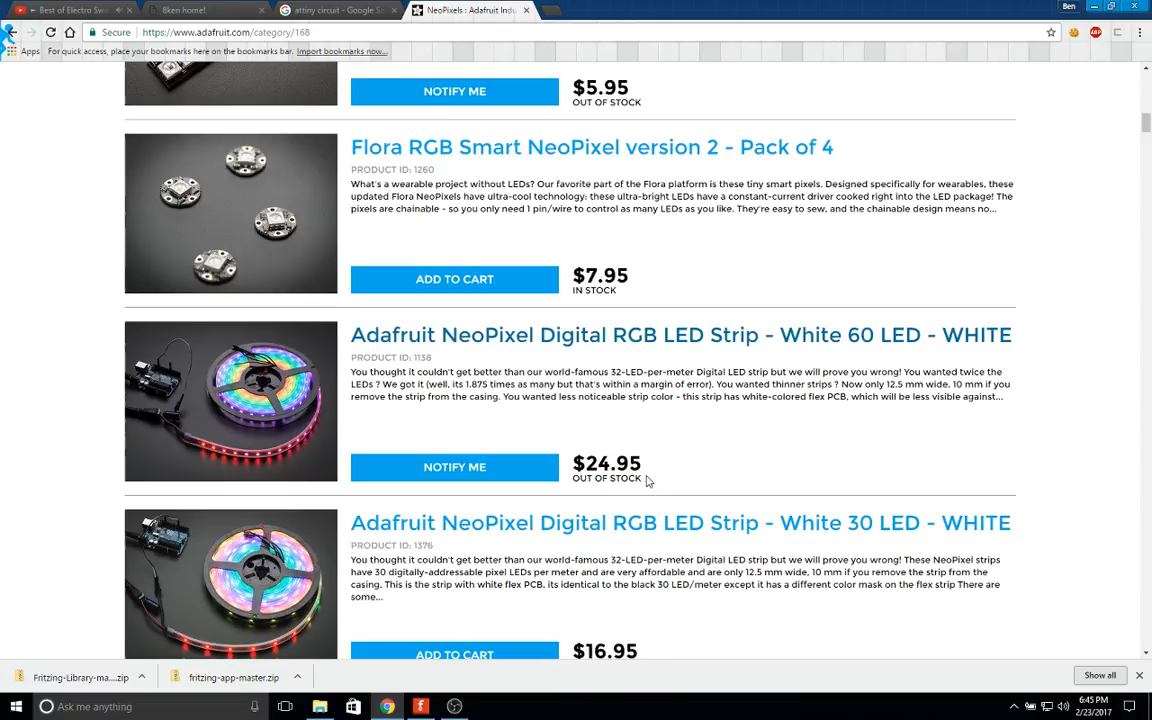 Best of Electro Sw
Bken home!
attiny circuit - Google S
NeoPixels : Adafruit Indu
Ben
Secure
https://www.adafruit.com/category/168
ABP
Apps
For quick access, place your bookmarks here on the bookmarks bar.
Import bookmarks now...
NOTIFY ME
$5.95
OUT OF STOCK
Flora RGB Smart NeoPixel version 2 - Pack of 4
PRODUCT ID: 1260
What's a wearable project without LEDs? Our favorite part of the Flora platform is these tiny smart pixels. Designed specifically for wearables, these
updated Flora NeoPixels have ultra-cool technology: these ultra-bright LEDs have a constant-current driver cooked right into the LED package! The
pixels are chainable - so you only need 1 pin/wire to control as many LEDs as you like. They're easy to sew, and the chainable design means no...
ADD TO CART
$7.95
IN STOCK
Adafruit NeoPixel Digital RGB LED Strip - White 60 LED - WHITE
PRODUCT ID: 1138
You thought it couldn't get better than our world-famous 32-LED-per-meter Digital LED strip but we will prove you wrong! You wanted twice the
LEDs ? We got it (well, its 1.875 times as many but that's within a margin of error). You wanted thinner strips ? Now only 12.5 mm wide, 10 mm if you
remove the strip from the casing. You wanted less noticeable strip color - this strip has white-colored flex PCB, which will be less visible against...
NOTIFY ME
$24.95
OUT OF STOCK
Adafruit NeoPixel Digital RGB LED Strip - White 30 LED - WHITE
PRODUCT ID: 1376
You thought it couldn't get better than our world-famous 32-LED-per-meter Digital LED strip but we will prove you wrong! These NeoPixel strips
have 30 digitally-addressable pixel LEDs per meter and are very affordable and are only 12.5 mm wide, 10 mm if you remove the strip from the
casing. This is the strip with white flex PCB, its identical to the black 30 LED/meter except it has a different color mask on the flex strip There are
some...
ADD TO CART
$16.95
Fritzing-Library-ma....zip
fritzing-app-master.zip
Show all
Ask me anything
6:45 PM
2/23/2017